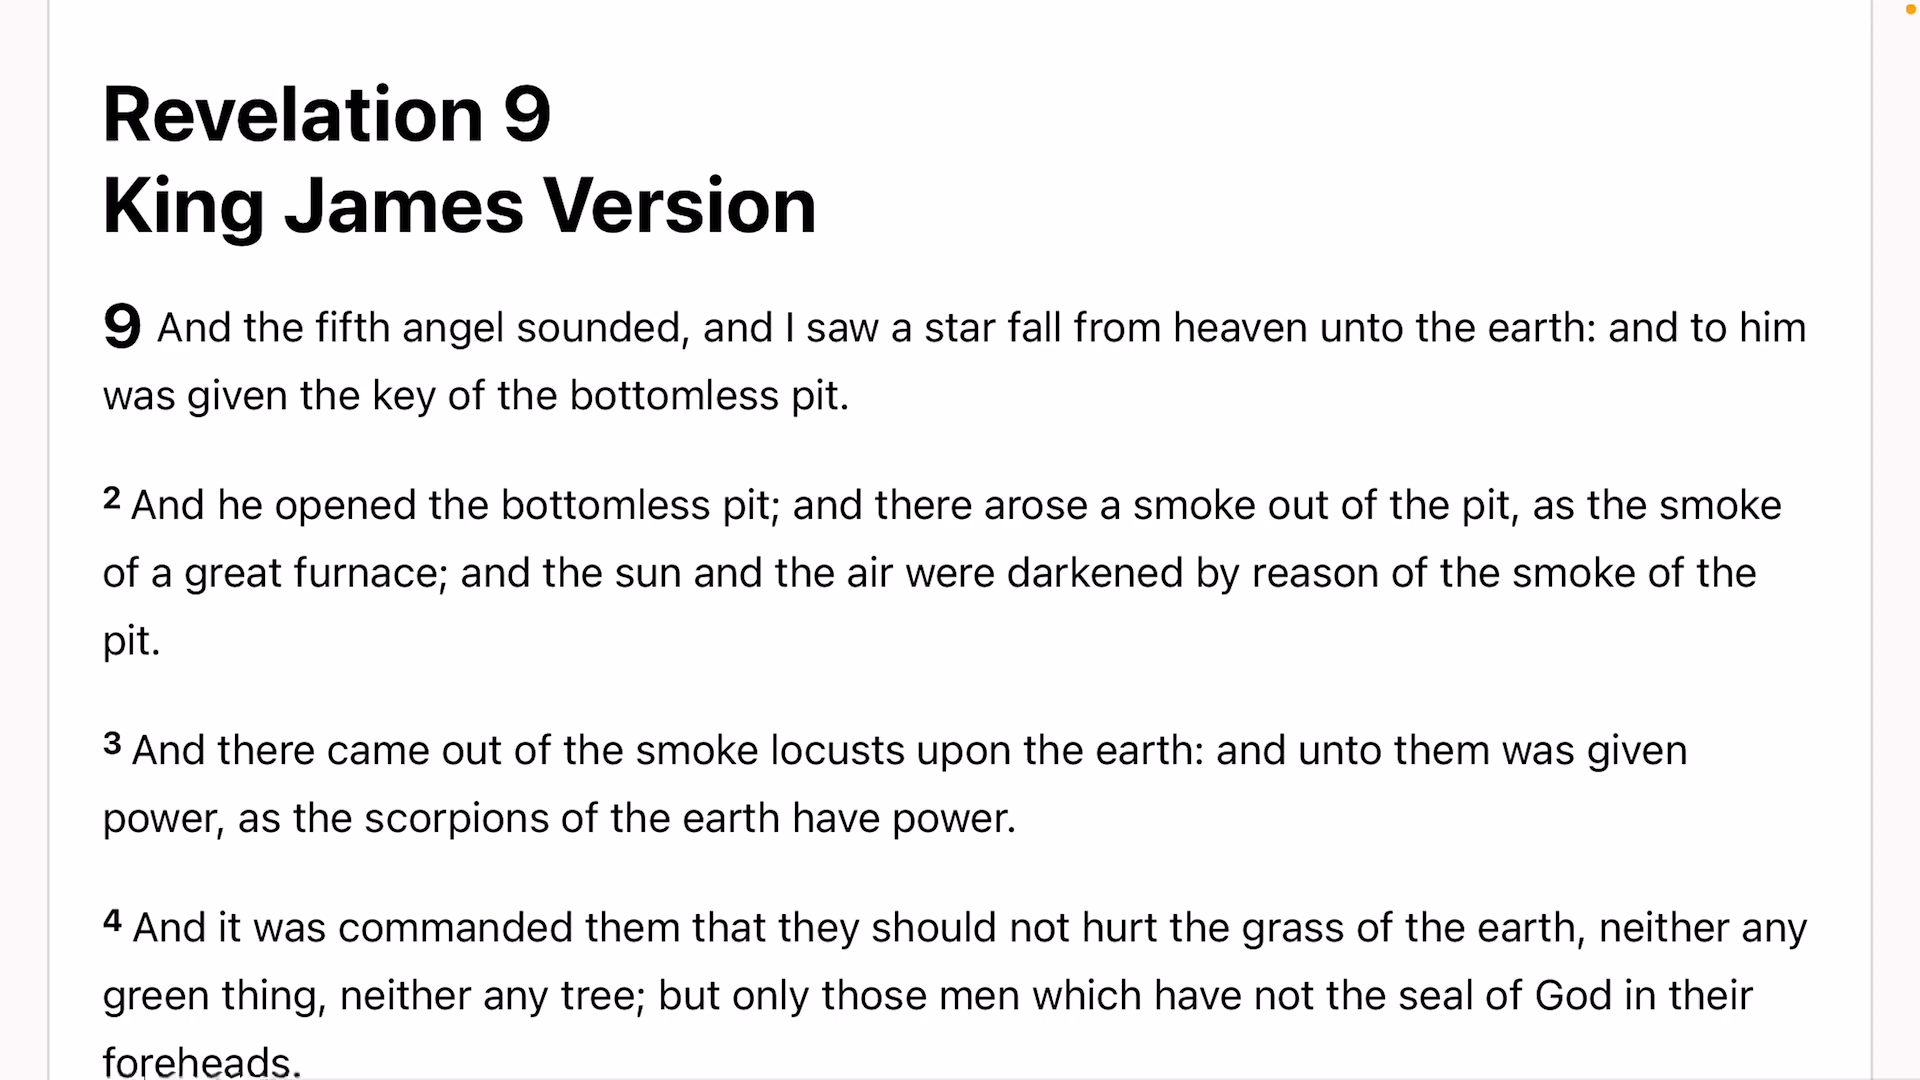 Revelation 9
King James Version
9 And the fifth angel sounded, and I saw a star fall from heaven unto the earth: and to him
was given the key of the bottomless pit.
2 And he opened the bottomless pit; and there arose a smoke out of the pit, as the smoke
of a great furnace; and the sun and the air were darkened by reason of the smoke of the
pit.
3 And there came out of the smoke locusts upon the earth: and unto them was given
power, as the scorpions of the earth have power.
4 And it was commanded them that they should not hurt the grass of the earth, neither any
green thing, neither any tree; but only those men which have not the seal of God in their
foreheads.